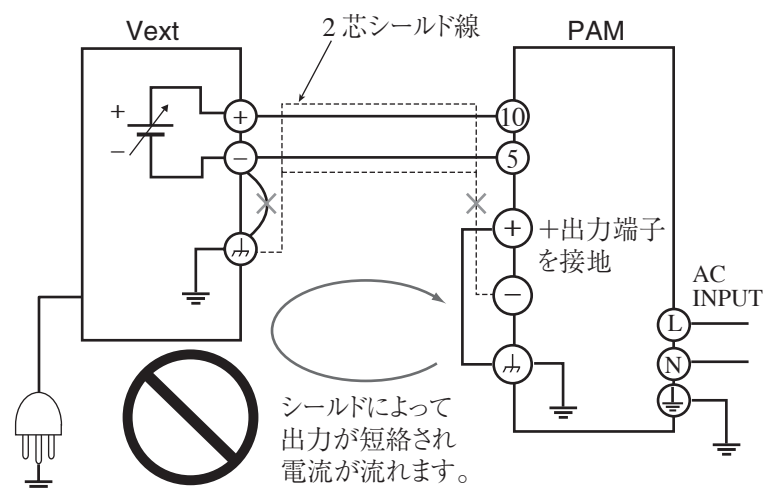 Vext
2 芯シールド線
PAM
+
−
+
−
10
5
+
−
+出力端子
を接地
AC
INPUT
L
N
シールドによって
出力が短絡され
電流が流れます。